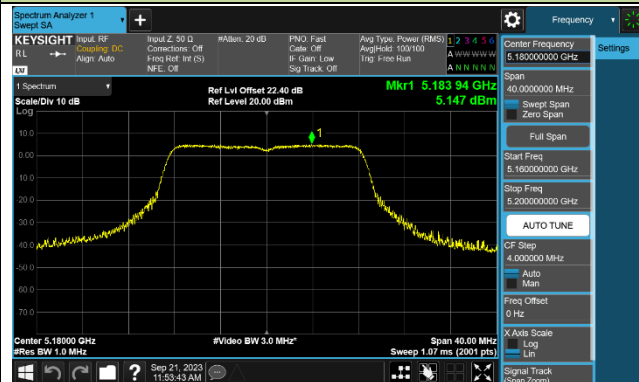 Spectrum Analyzer 1
Swept SA
+
Frequency
KEYSIGHT
RL
LXI
Input: RF
Coupling: DC
Align: Auto
Input Z: 50 Ω
Corrections: Off
Freq Ref: Int (S)
NFE: Off
#Atten: 20 dB
PNO: Fast
Gate: Off
IF Gain: Low
Sig Track: Off
Avg Type: Power (RMS)
Avg|Hold: 100/100
Trig: Free Run
1 2 3 4 5 6
A W W W W W
A N N N N N
1 Spectrum
Scale/Div 10 dB
Log
Ref Lvl Offset 22.40 dB
Ref Level 20.00 dBm
Mkr1 5.183 94 GHz
5.147 dBm
1
10.0
0.00
-10.0
-20.0
-30.0
-40.0
-50.0
-60.0
-70.0
Center 5.18000 GHz
#Res BW 1.0 MHz
#Video BW 3.0 MHz*
Span 40.00 MHz
Sweep 1.07 ms (2001 pts)
Center Frequency
5.180000000 GHz
Settings
Span
40.0000000 MHz
Swept Span
Zero Span
Full Span
Start Freq
5.160000000 GHz
Stop Freq
5.200000000 GHz
AUTO TUNE
CF Step
4.000000 MHz
Auto
Man
Freq Offset
0 Hz
X Axis Scale
Log
Lin
Signal Track
(Span Zoom)
?
Sep 21, 2023
11:53:43 AM